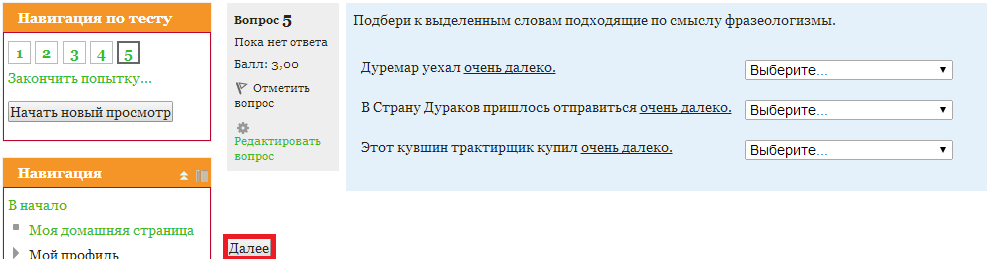 Навигация по тесту
1 2 3 4 5
Закончить попытку...
Начать новый просмотр
Навигация
В начало
Моя домашняя страница
Мой профиль
Вопрос 5
Пока нет ответа
Балл: 3,00
Отметить
вопрос
Редактировать
вопрос
Подбери к выделенным словам подходящие по смыслу фразеологизмы.
Дуремар уехал очень далеко. Выберите...
В Страну Дураков пришлось отправиться очень далеко. Выберите...
Этот кувшин трактирщик купил очень далеко. Выберите...
Далее